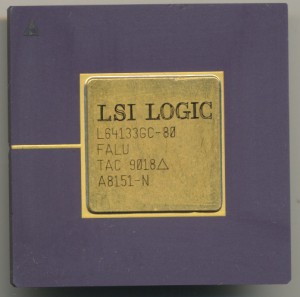 LSI LOGIC
L64133GC-80
FALU
TAC 9018△
A8151-N